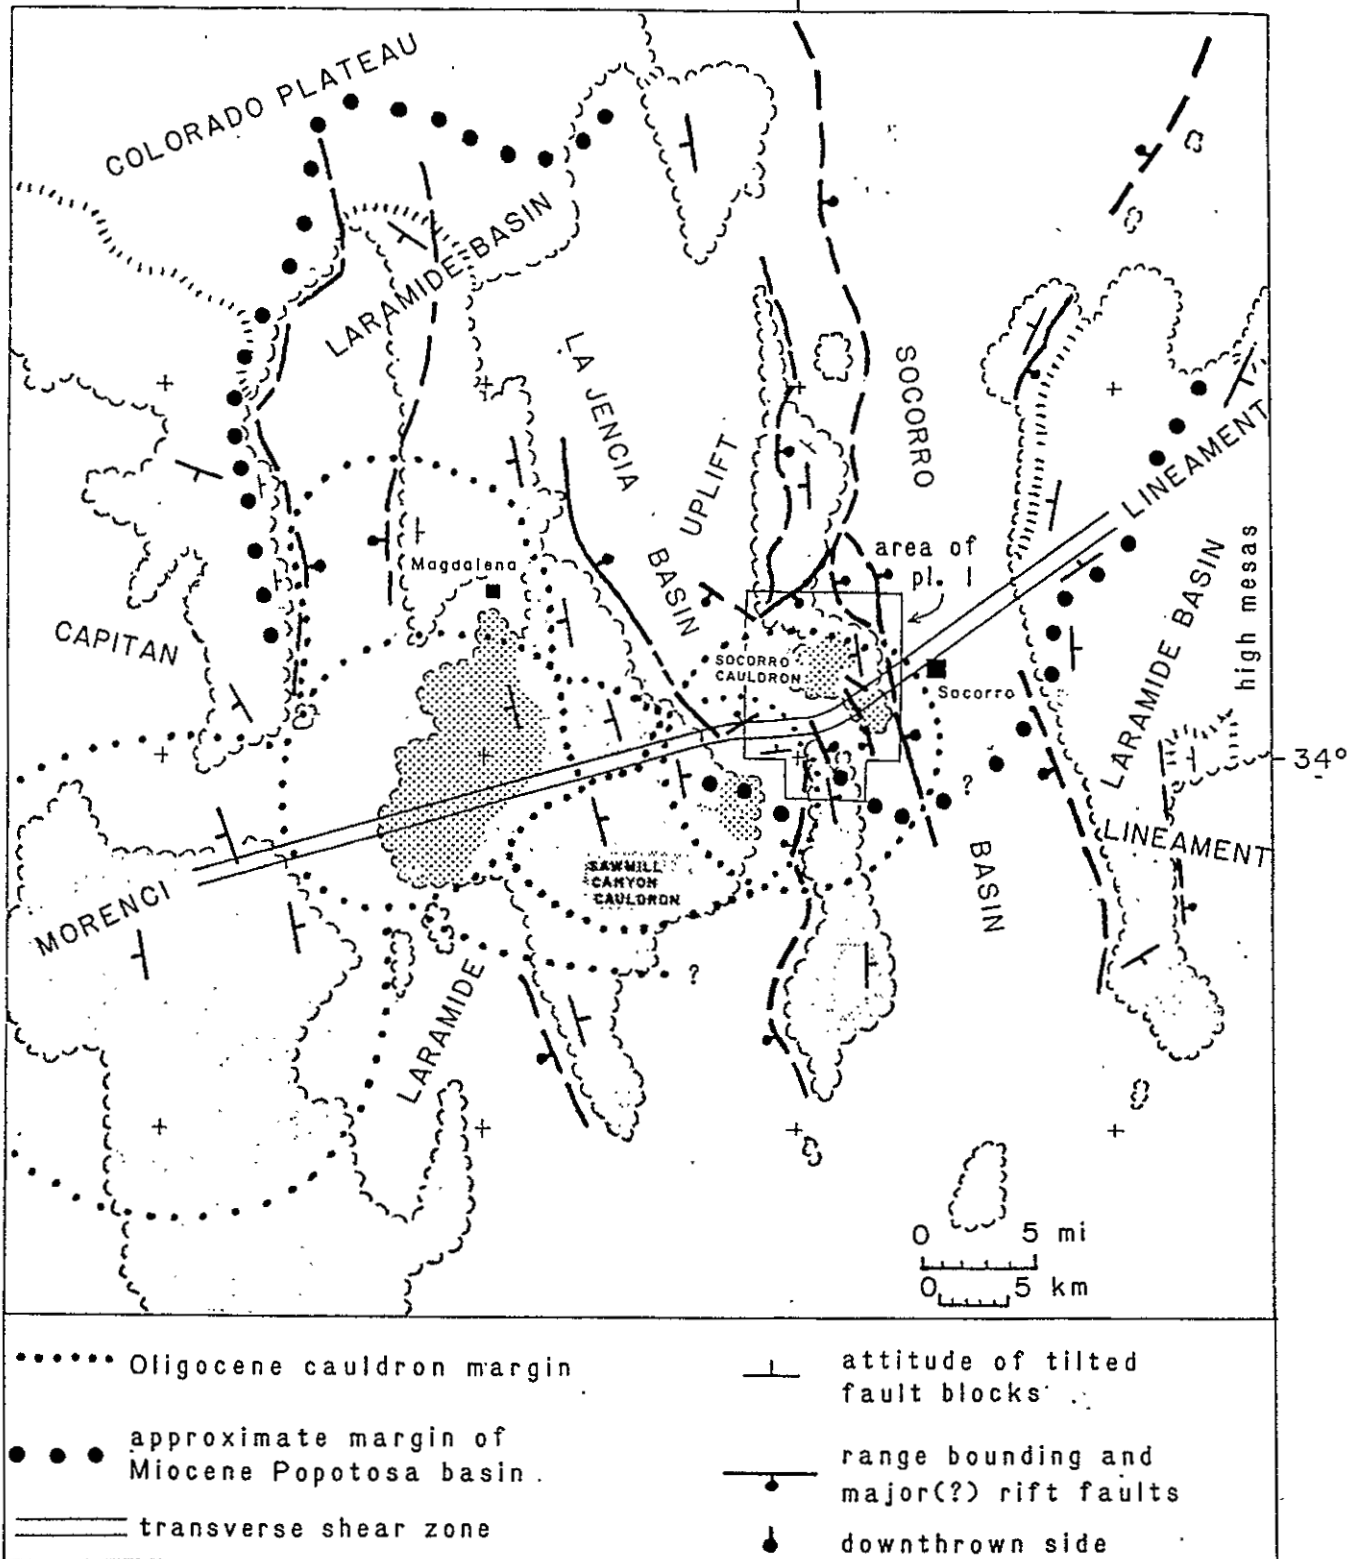 COLORADO PLATEAU
LARAMIDE BASIN
LA JENCIA
BASIN
UPLIFT
SOCORRO
LINEAMENT
area of
pl. 1
Magdalena
CAPITAN
SOCORRO
CAULDRON
Socorro
LARAMIDE BASIN
high mesas
34°
?
LINEAMENT
SAWMILL
CANYON
CAULDRON
BASIN
MORENCI
?
LARAMIDE
0 5 mi
0 5 km
Oligocene cauldron margin
approximate margin of
Miocene Popotosa basin.
transverse shear zone
attitude of tilted
fault blocks
range bounding and
major(?) rift faults
downthrown side